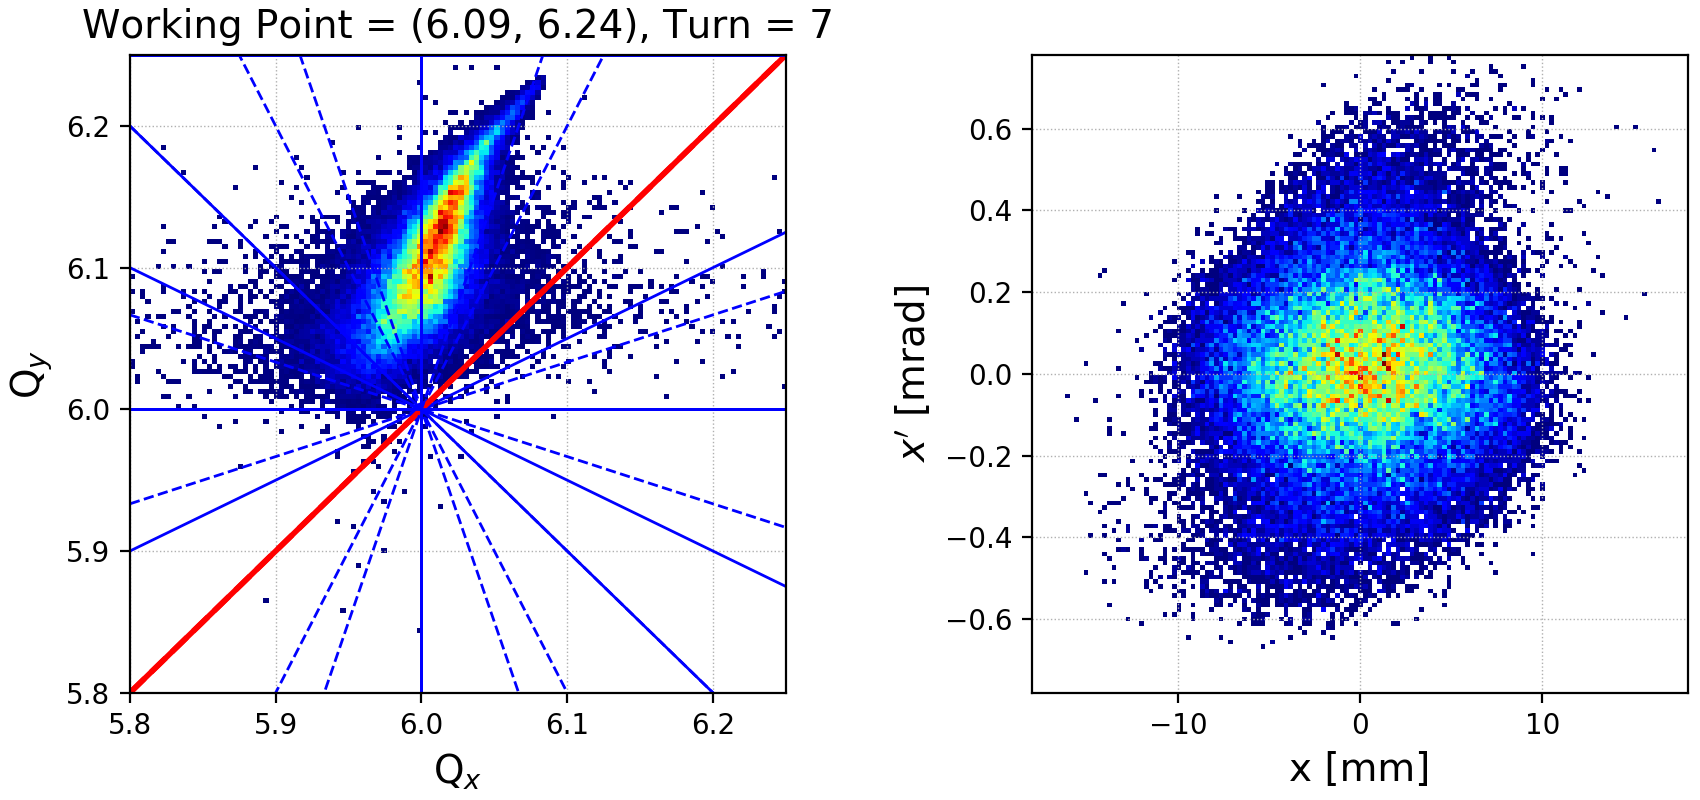 Working Point = (6.09, 6.24), Turn = 7
6.2
6.1
6.0
5.9
5.8
Q_y
5.8 5.9 6.0 6.1 6.2
Q_x
0.6
0.4
0.2
0.0
−0.2
−0.4
−0.6
x′ [mrad]
−10 0 10
x [mm]